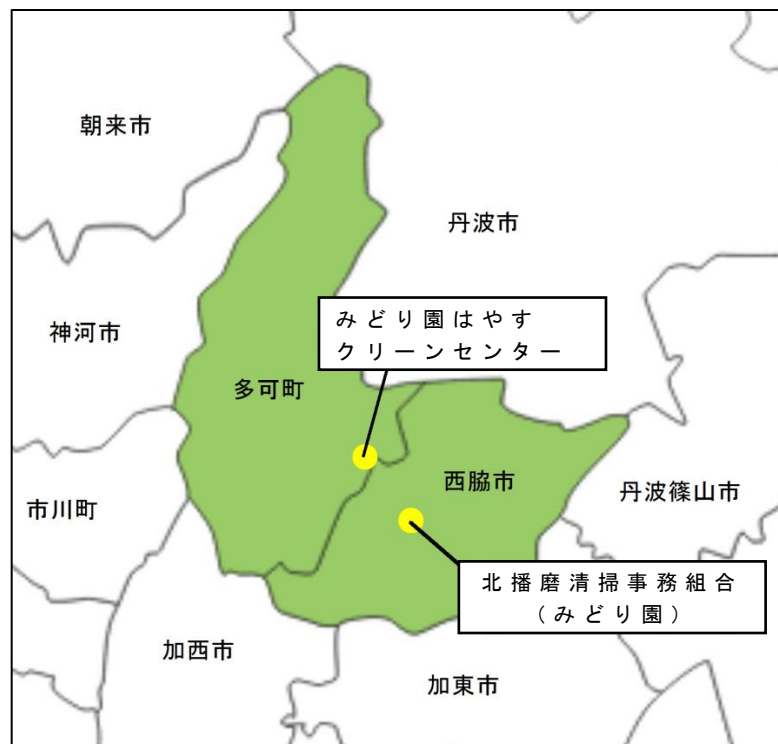 朝来市
丹波市
神河市
みどり園はやす
クリーンセンター
多可町
西脇市
市川町
丹波篠山市
北播磨清掃事務組合
（みどり園）
加西市
加東市